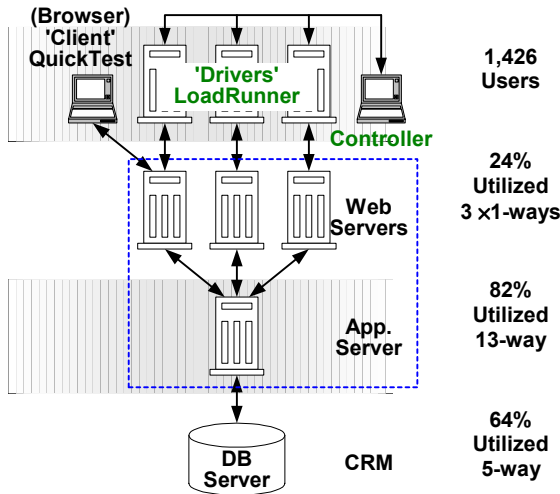 (Browser)
'Client'
QuickTest
'Drivers'
LoadRunner
Controller
1,426
Users
Web
Servers
24%
Utilized
3 ×1-ways
App.
Server
82%
Utilized
13-way
DB
Server
CRM
64%
Utilized
5-way